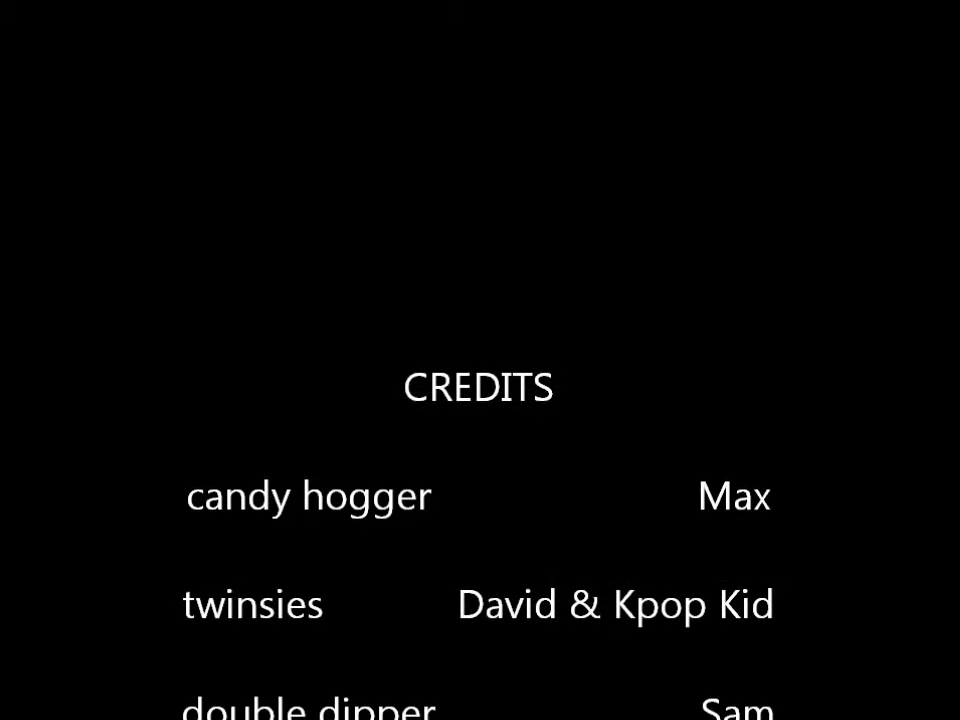 CREDITS
candy hogger Max
twinsies David & Kpop Kid
double dipper Sam